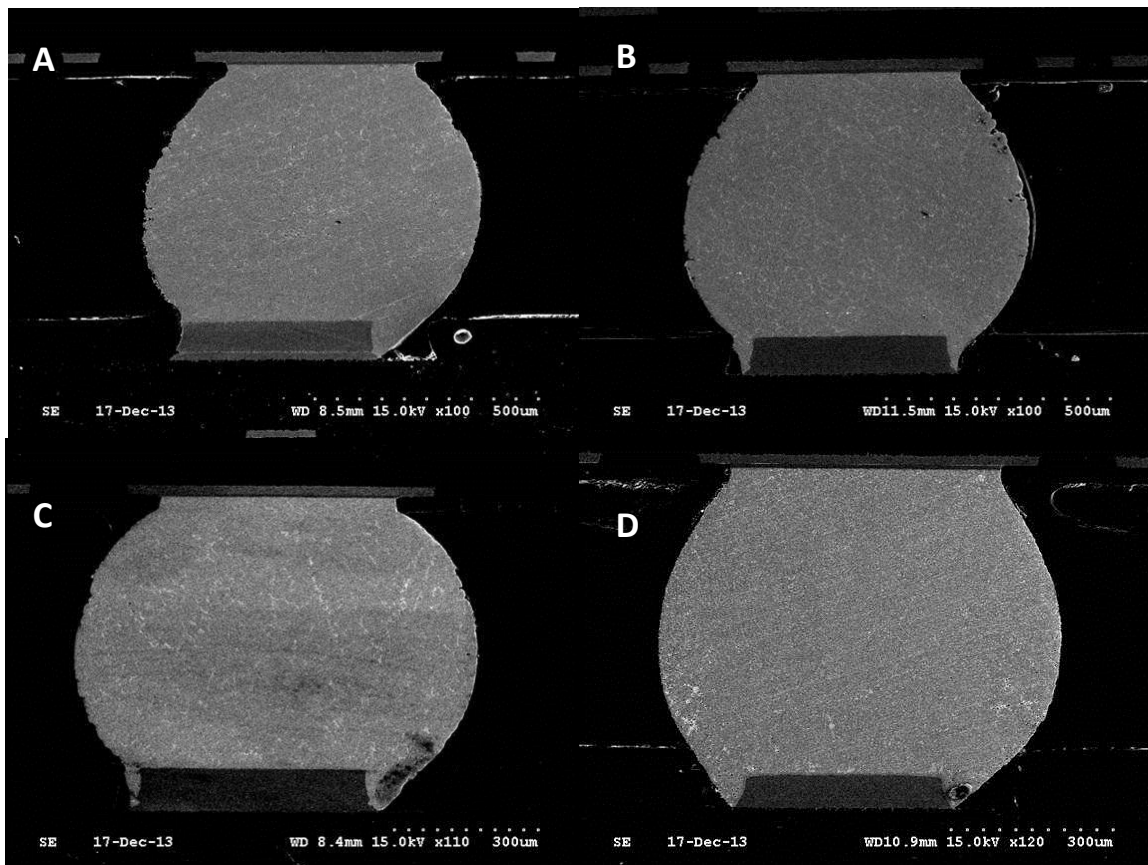 A
B
SE 17-Dec-13 WD 8.5mm 15.0kV x100 500um
SE 17-Dec-13 WD11.5mm 15.0kV x100 500um
C
D
SE 17-Dec-13 WD 8.4mm 15.0kV x110 300um
SE 17-Dec-13 WD10.9mm 15.0kV x120 300um